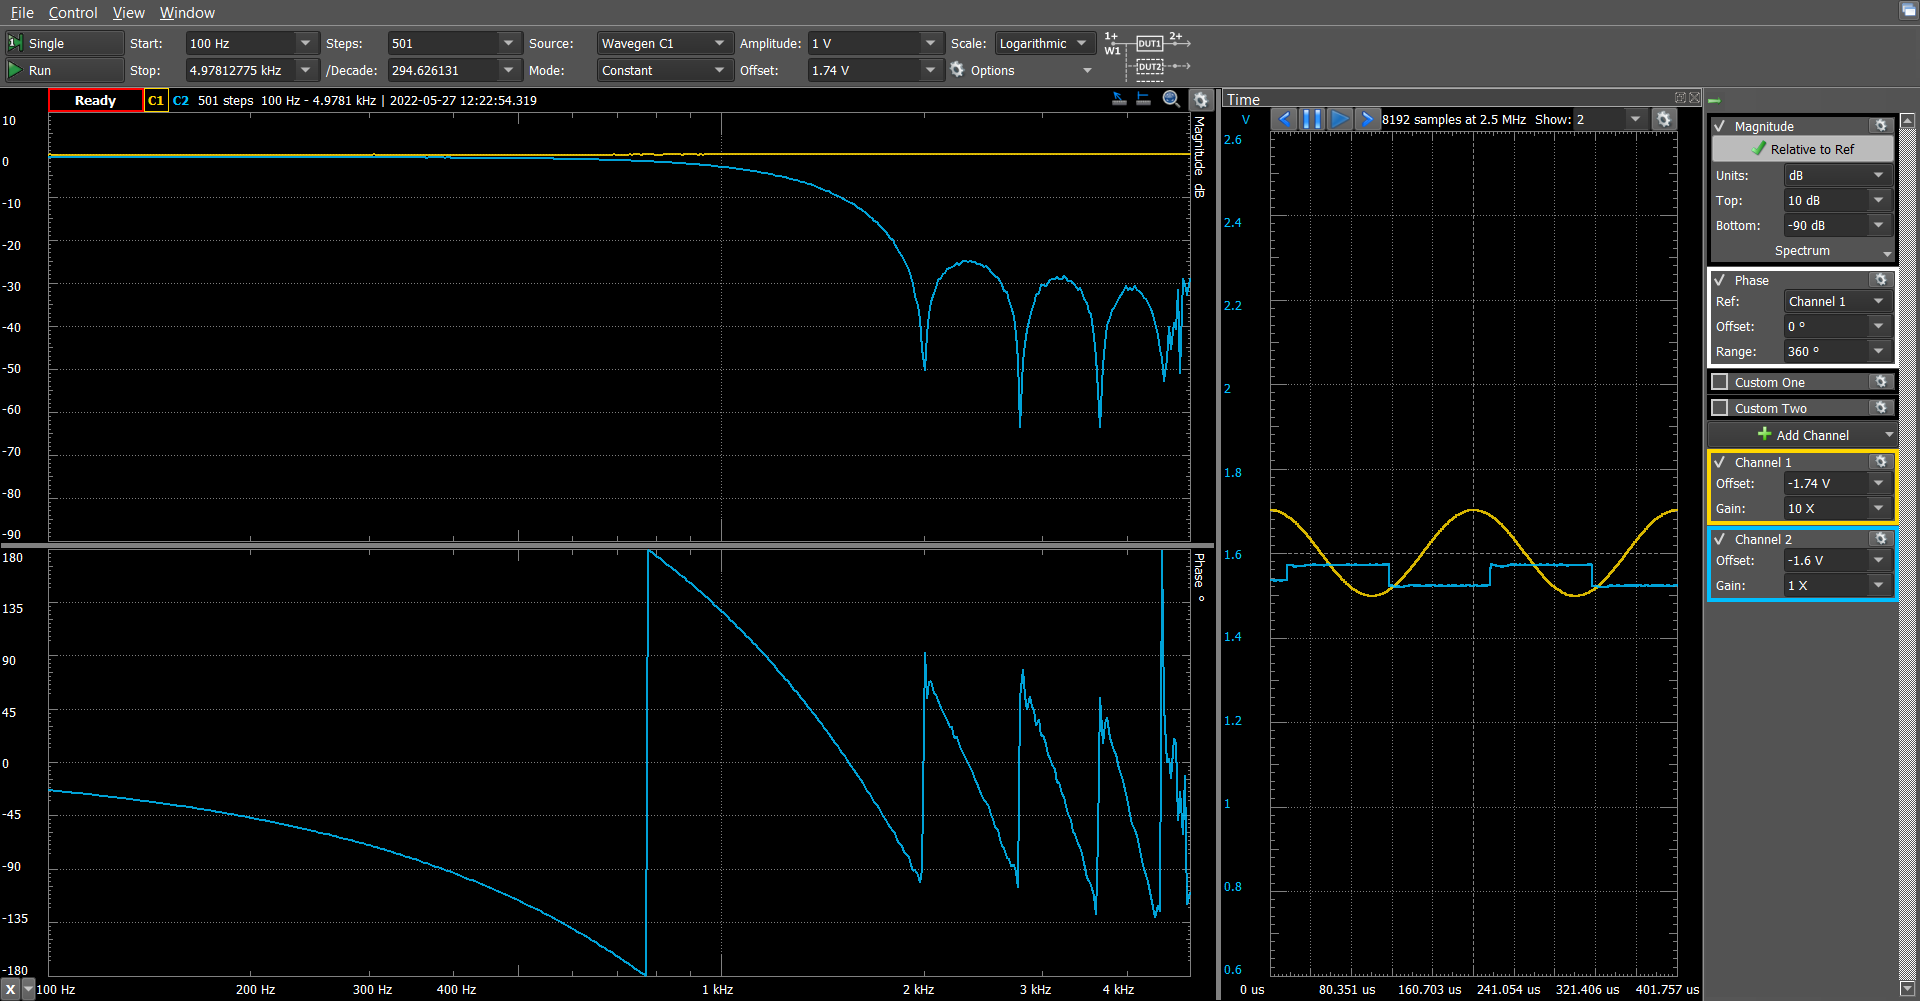 File Control View Window
Single Start: 100 Hz Steps: 501 Source: Wavegen C1 Amplitude: 1 V Scale: Logarithmic 1+ W1 DUT1 2+
Run Stop: 4.97812775 kHz /Decade: 294.626131 Mode: Constant Offset: 1.74 V Options DUT2
Ready C1 C2 501 steps 100 Hz - 4.9781 kHz | 2022-05-27 12:22:54.319
10
0
-10
-20
-30
-40
-50
-60
-70
-80
-90
Magnitude dB
180
135
90
45
0
-45
-90
-135
-180
Phase °
X 100 Hz 200 Hz 300 Hz 400 Hz 1 kHz 2 kHz 3 kHz 4 kHz
Time
V 8192 samples at 2.5 MHz Show: 2
2.6
2.4
2.2
2
1.8
1.6
1.4
1.2
1
0.8
0.6
0 us 80.351 us 160.703 us 241.054 us 321.406 us 401.757 us
Magnitude
Relative to Ref
Units: dB
Top: 10 dB
Bottom: -90 dB
Spectrum
Phase
Ref: Channel 1
Offset: 0 °
Range: 360 °
Custom One
Custom Two
Add Channel
Channel 1
Offset: -1.74 V
Gain: 10 X
Channel 2
Offset: -1.6 V
Gain: 1 X